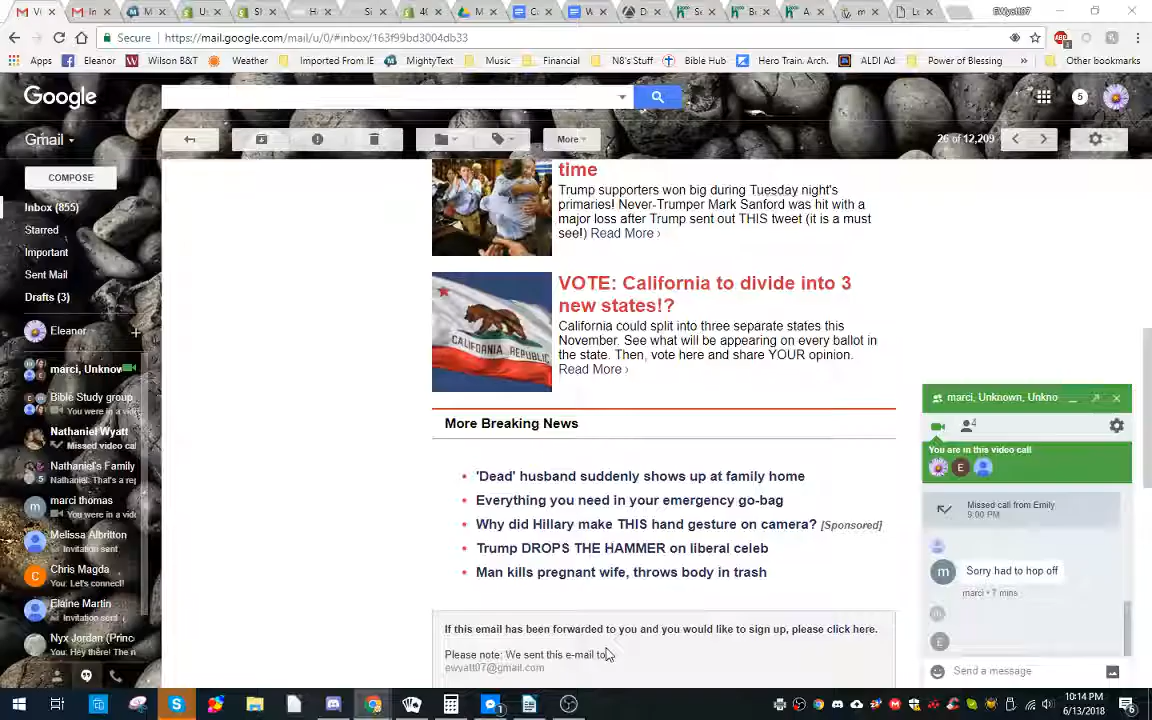 EWyatt07
Secure
https://mail.google.com/mail/u/0/#inbox/163f99bd3004db33
Apps
Eleanor
Wilson B&T
Weather
Imported From IE
MightyText
Music
Financial
N8's Stuff
Bible Hub
Hero Train. Arch.
ALDI Ad
Power of Blessing
»
Other bookmarks
Google
5
Gmail
More
26 of 12,209
COMPOSE
Inbox (855)
Starred
Important
Sent Mail
Drafts (3)
Eleanor
+
marci, Unknow
Bible Study group
You were in a vid
Nathaniel Wyatt
Missed video cal
Nathaniel's Family
Nathaniel: That's a rep
marci thomas
You were in a vid
Melissa Albritton
Invitation sent
Chris Magda
You: Let's connect!
Elaine Martin
Invitation sent
Nyx Jordan (Princ
You: Hey there! The n
time
Trump supporters won big during Tuesday night's
primaries! Never-Trumper Mark Sanford was hit with a
major loss after Trump sent out THIS tweet (it is a must
see!) Read More ›
CALIFORNIA REPUBLIC
VOTE: California to divide into 3
new states!?
California could split into three separate states this
November. See what will be appearing on every ballot in
the state. Then, vote here and share YOUR opinion.
Read More ›
More Breaking News
• 'Dead' husband suddenly shows up at family home
• Everything you need in your emergency go-bag
• Why did Hillary make THIS hand gesture on camera? [Sponsored]
• Trump DROPS THE HAMMER on liberal celeb
• Man kills pregnant wife, throws body in trash
If this email has been forwarded to you and you would like to sign up, please click here.
Please note: We sent this e-mail to
ewyatt07@gmail.com
marci, Unknown, Unkno
4
You are in this video call
E
Missed call from Emily
9:00 PM
m
Sorry had to hop off
marci • 7 mins
m
E
Send a message
10:14 PM
6/13/2018
6